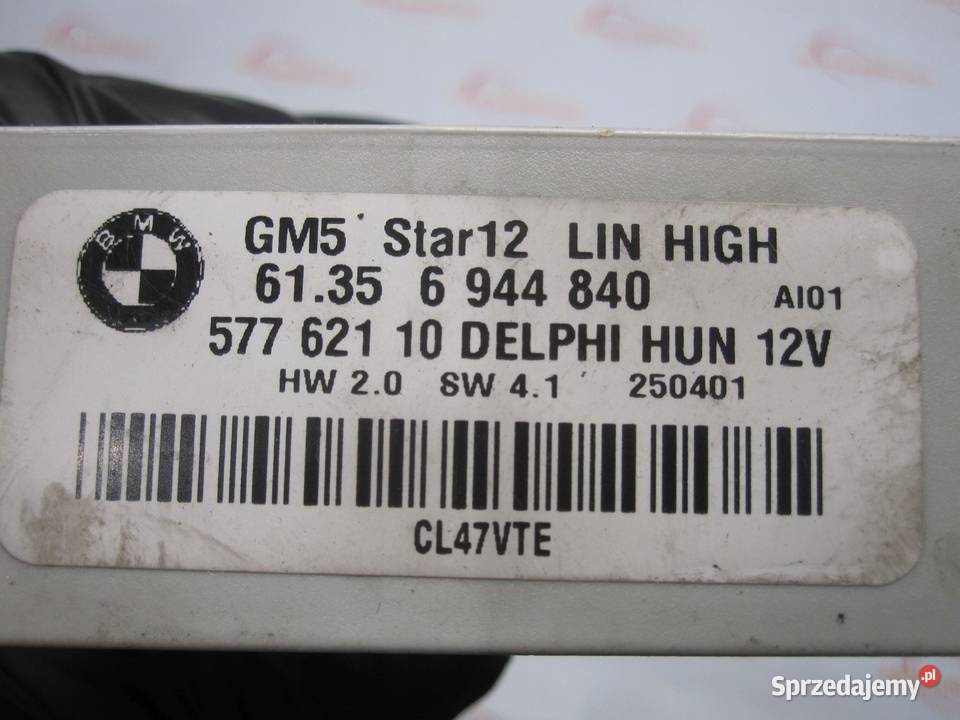 BMW
GM5 Star12 LIN HIGH
61.35 6 944 840 AI01
577 621 10 DELPHI HUN 12V
HW 2.0 SW 4.1 250401
CL47VTE
Sprzedajemy.pl